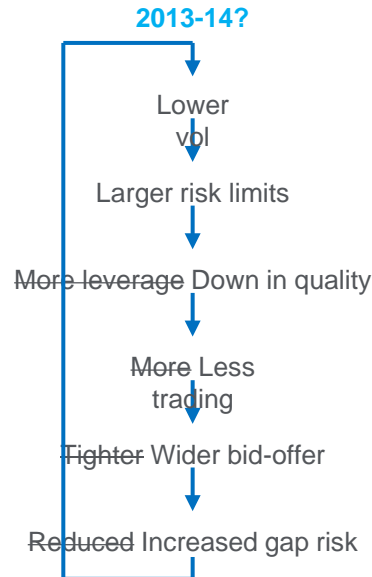 2013-14?
Lower
vol
Larger risk limits
More leverage Down in quality
More Less
trading
Tighter Wider bid-offer
Reduced Increased gap risk